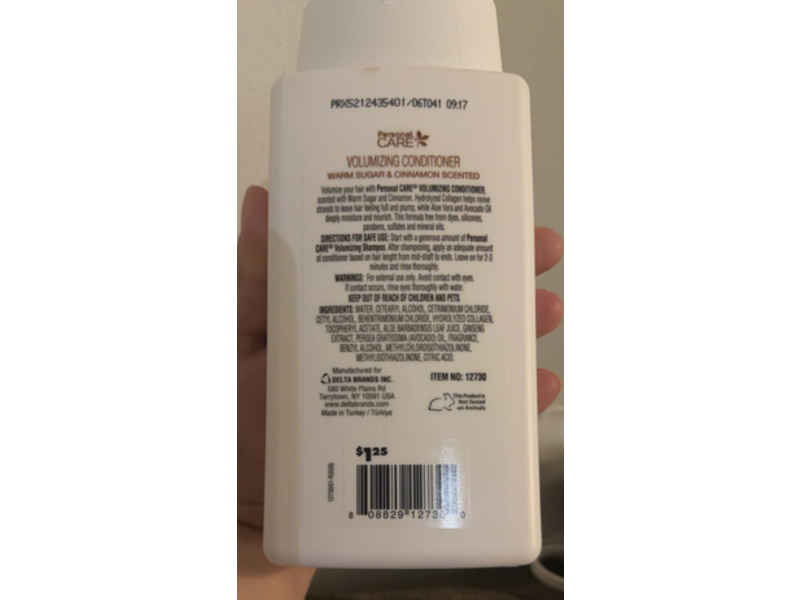 PRX5212435401/06T041 09:17
Personal
CARE
VOLUMIZING CONDITIONER
WARM SUGAR & CINNAMON SCENTED
Volumize your hair with Personal CARE® VOLUMIZING CONDITIONER,
scented with Warm Sugar and Cinnamon. Hydrolyzed Collagen helps revive
strands to leave hair feeling full and plump, while Aloe Vera and Avocado Oil
deeply moisture and nourish. This formula free from dyes, silicones,
parabens, sulfates and mineral oils.
DIRECTIONS FOR SAFE USE: Start with a generous amount of Personal
CARE® Volumizing Shampoo. After shampooing, apply an adequate amount
of conditioner based on hair lenght from mid-shaft to ends. Leave on for 2-3
minutes and rinse thoroughly.
WARNINGS: For external use only. Avoid contact with eyes.
If contact occurs, rinse eyes thoroughly with water.
KEEP OUT OF REACH OF CHILDREN AND PETS.
INGREDIENTS: WATER, CETEARYL ALCOHOL, CETRIMONIUM CHLORIDE,
CETYL ALCOHOL, BEHENTRIMONIUM CHLORIDE, HYDROLYZED COLLAGEN,
TOCOPHERYL ACETATE, ALOE BARBADENSIS LEAF JUICE, GINSENG
EXTRACT, PERSEA GRATISSIMA (AVOCADO) OIL, FRAGRANCE,
BENZYL ALCOHOL, METHYLCHLOROISOTHIAZOLINONE,
METHYLISOTHIAZOLINONE, CITRIC ACID.
Manufactured for
DELTA BRANDS INC.
580 White Plains Rd
Tarrytown, NY 10591 USA
www.deltabrands.com
Made in Turkey / Türkiye
ITEM NO: 12730
This Product is
Not Tested
on Animals
$1.25
8 08829 12730 0